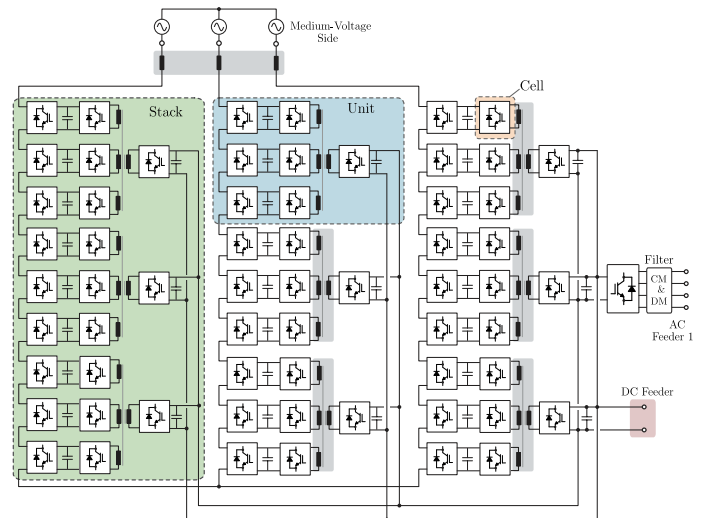 Medium-Voltage
Side
Stack
Unit
Cell
Filter
CM
&
DM
AC
Feeder 1
DC Feeder